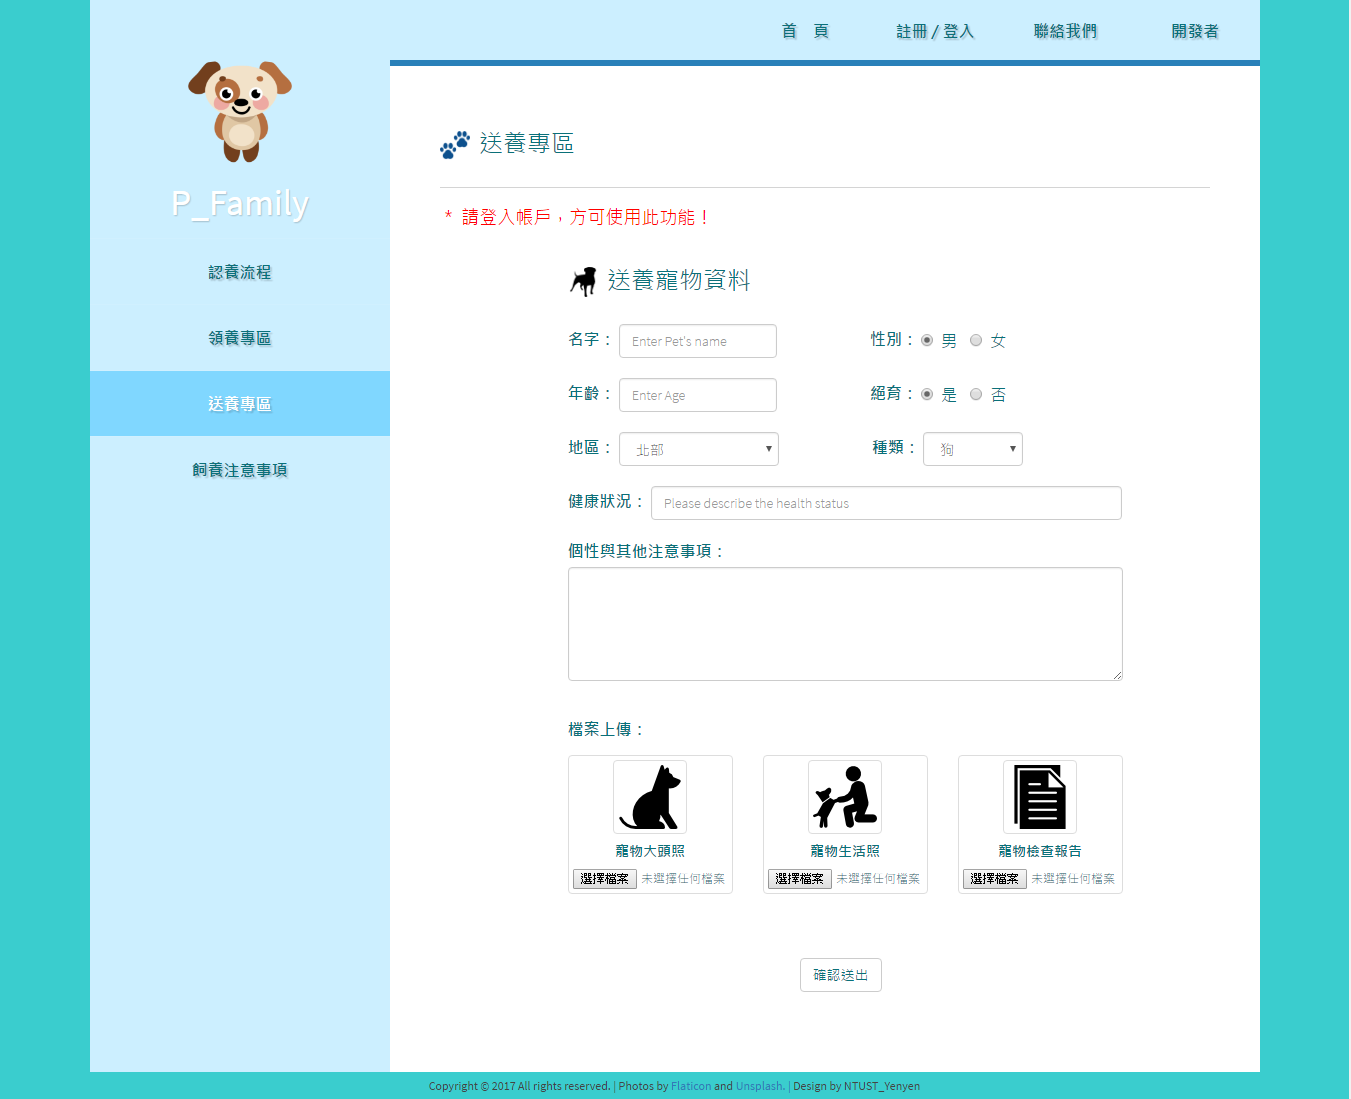 首　頁
註冊 / 登入
聯絡我們
開發者
P_Family
認養流程
領養專區
送養專區
飼養注意事項
送養專區
* 請登入帳戶，方可使用此功能！
送養寵物資料
名字： Enter Pet's name
性別： 男 女
年齡： Enter Age
絕育： 是 否
地區： 北部
種類： 狗
健康狀況： Please describe the health status
個性與其他注意事項：
檔案上傳：
寵物大頭照
選擇檔案 未選擇任何檔案
寵物生活照
選擇檔案 未選擇任何檔案
寵物檢查報告
選擇檔案 未選擇任何檔案
確認送出
Copyright © 2017 All rights reserved. | Photos by Flaticon and Unsplash. | Design by NTUST_Yenyen